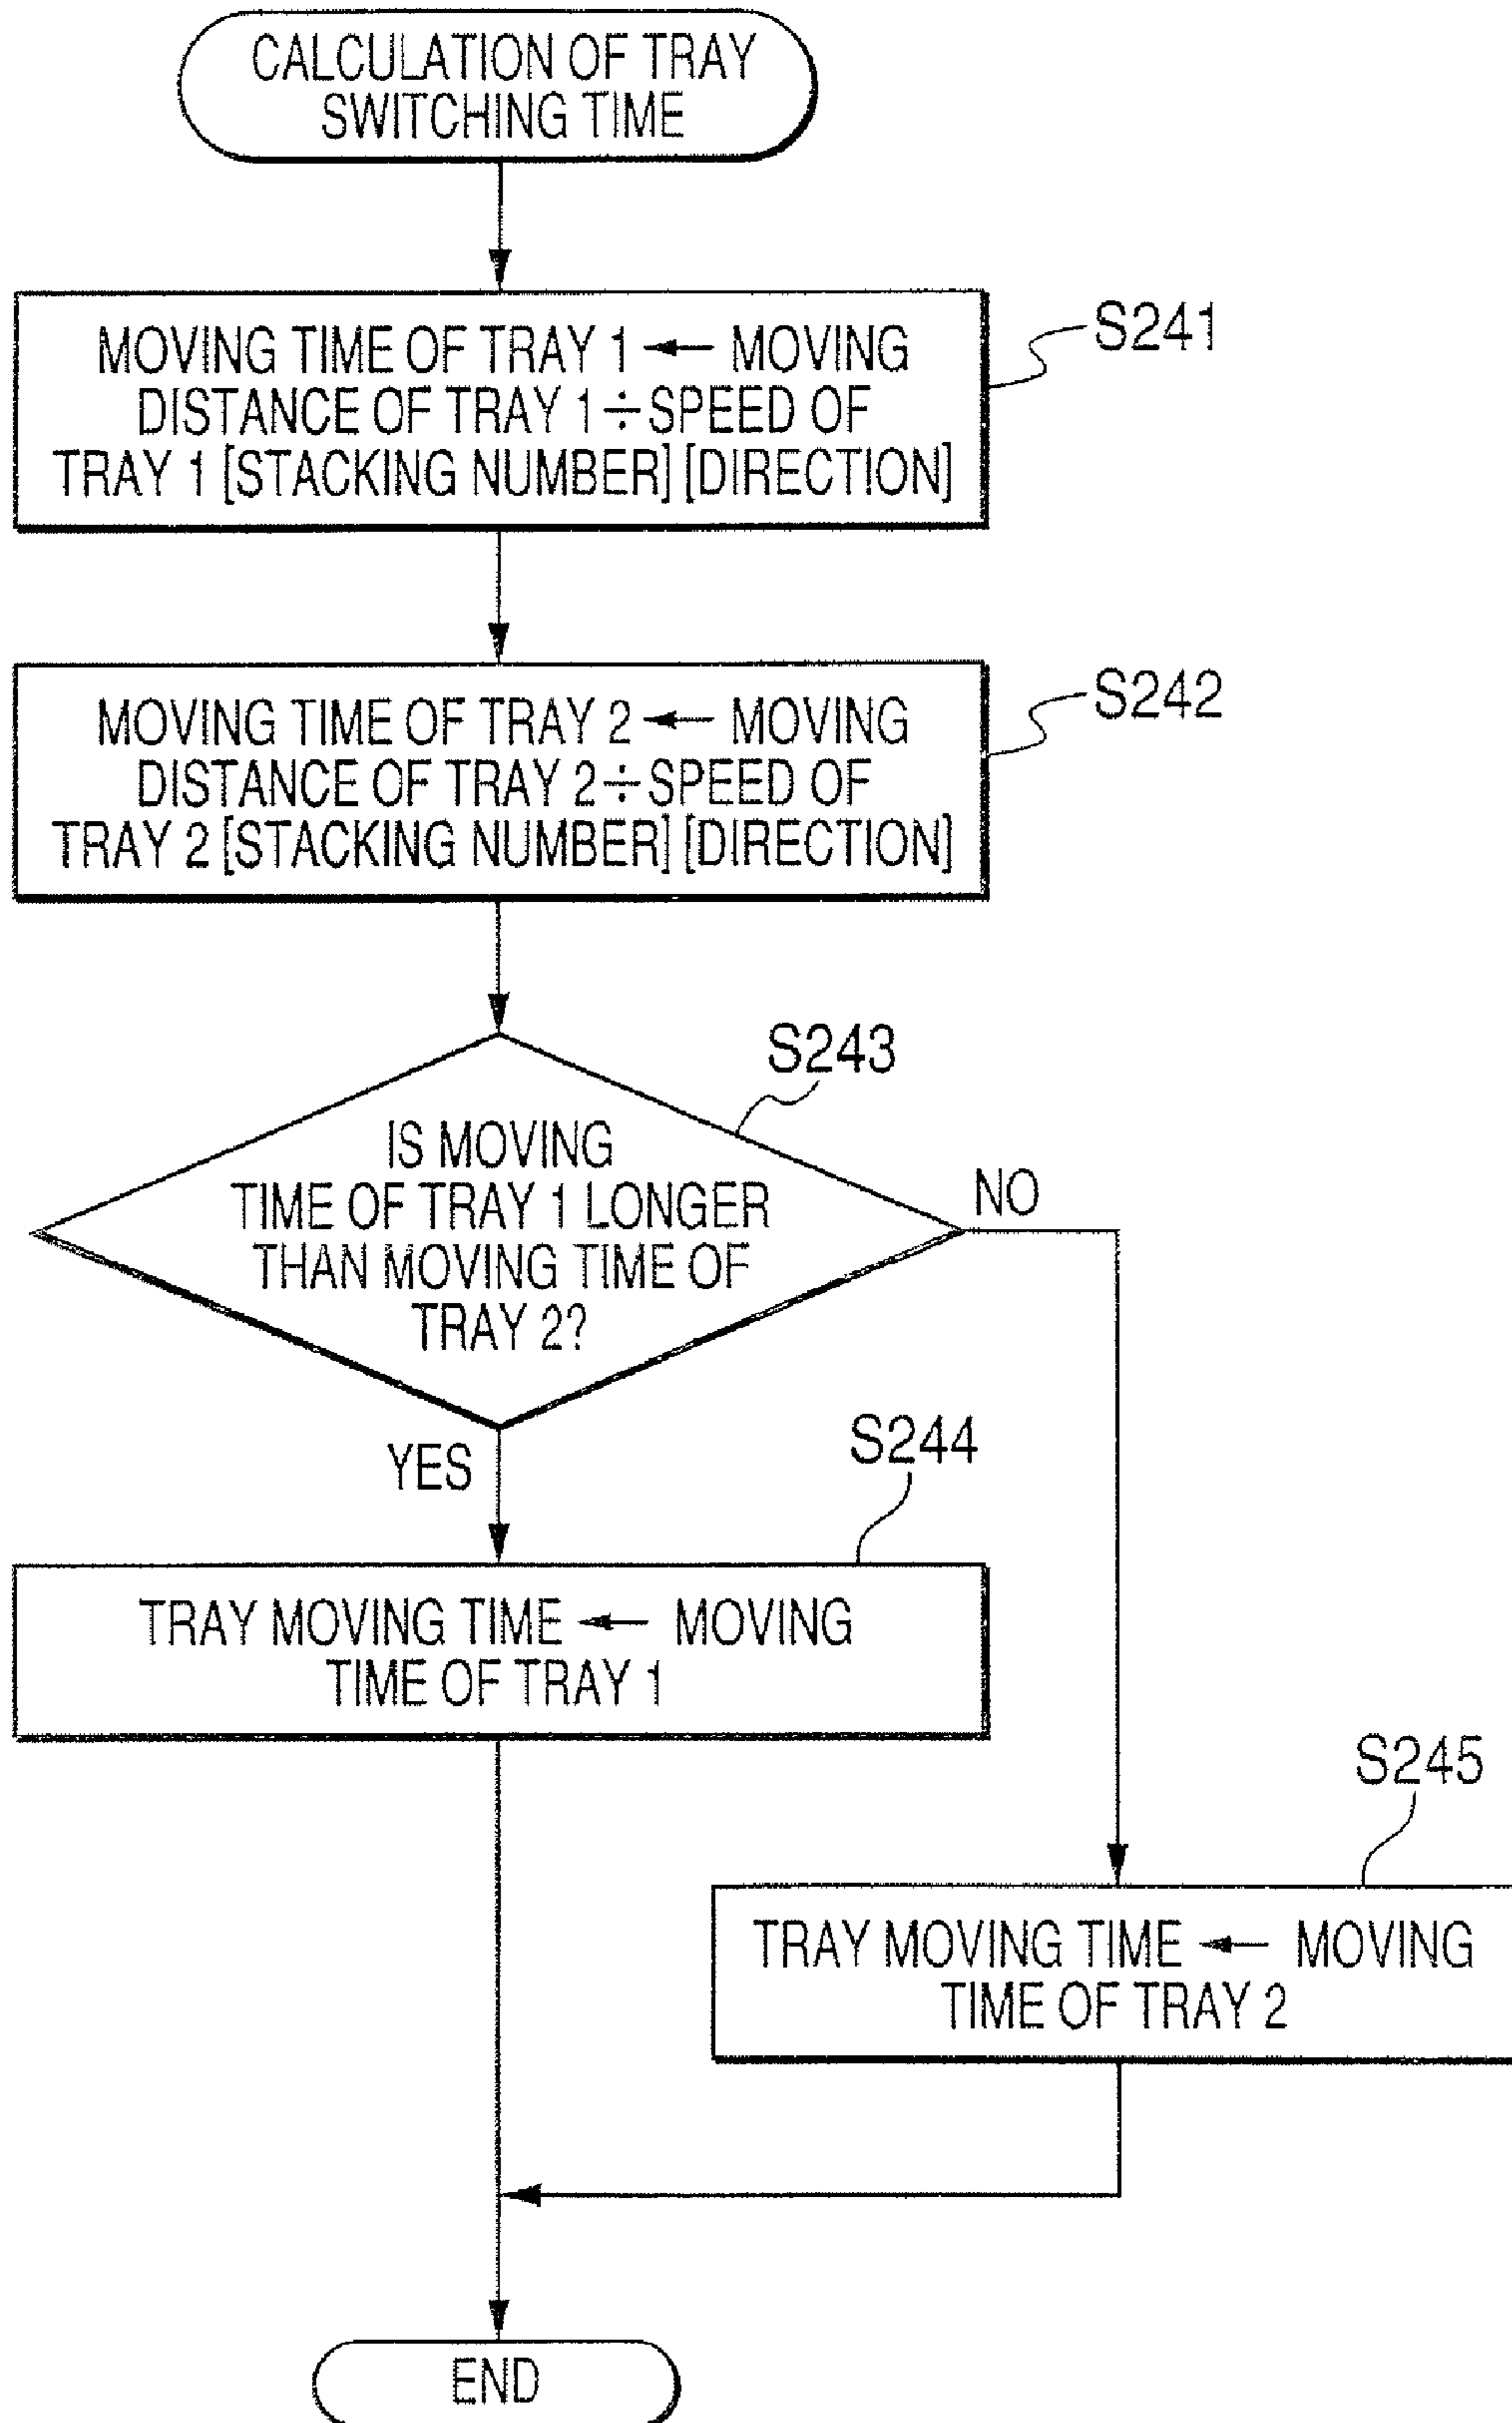 CALCULATION OF TRAY
SWITCHING TIME
MOVING TIME OF TRAY 1 ← MOVING
DISTANCE OF TRAY 1 ÷ SPEED OF
TRAY 1 [STACKING NUMBER] [DIRECTION]
S241
MOVING TIME OF TRAY 2 ← MOVING
DISTANCE OF TRAY 2 ÷ SPEED OF
TRAY 2 [STACKING NUMBER] [DIRECTION]
S242
S243
IS MOVING
TIME OF TRAY 1 LONGER
THAN MOVING TIME OF
TRAY 2?
NO
YES
S244
TRAY MOVING TIME ← MOVING
TIME OF TRAY 1
S245
TRAY MOVING TIME ← MOVING
TIME OF TRAY 2
END